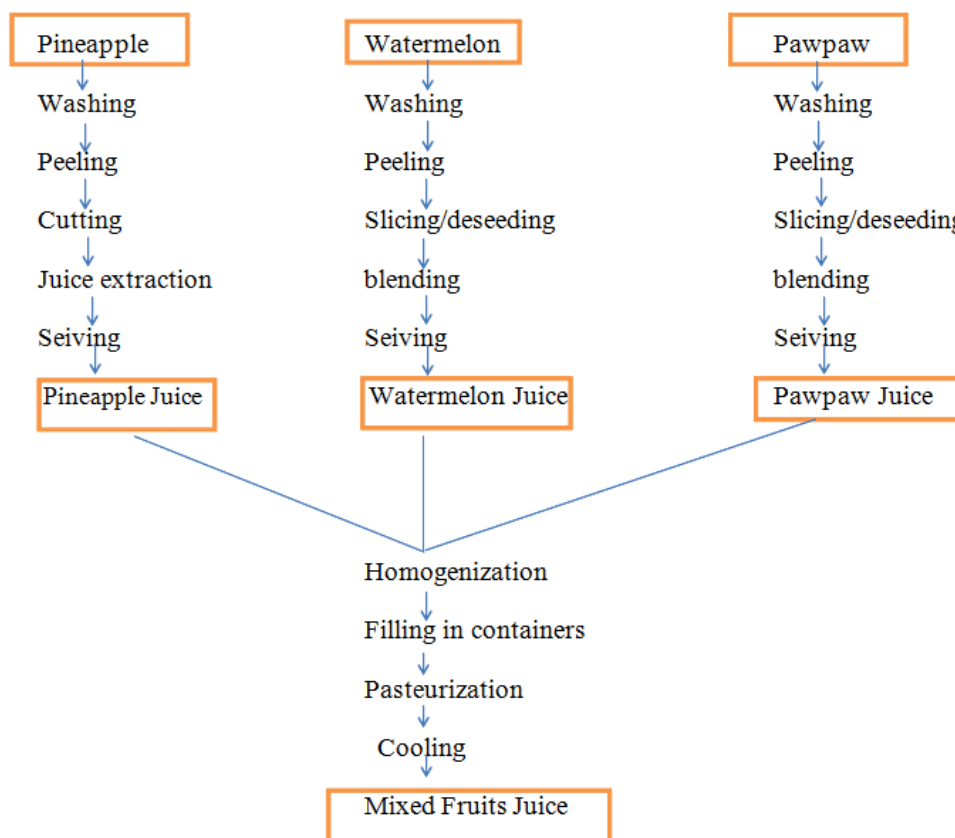 Pineapple
Watermelon
Pawpaw
Washing
Washing
Washing
Peeling
Peeling
Peeling
Cutting
Slicing/deseeding
Slicing/deseeding
Juice extraction
blending
blending
Seiving
Seiving
Seiving
Pineapple Juice
Watermelon Juice
Pawpaw Juice
Homogenization
Filling in containers
Pasteurization
Cooling
Mixed Fruits Juice